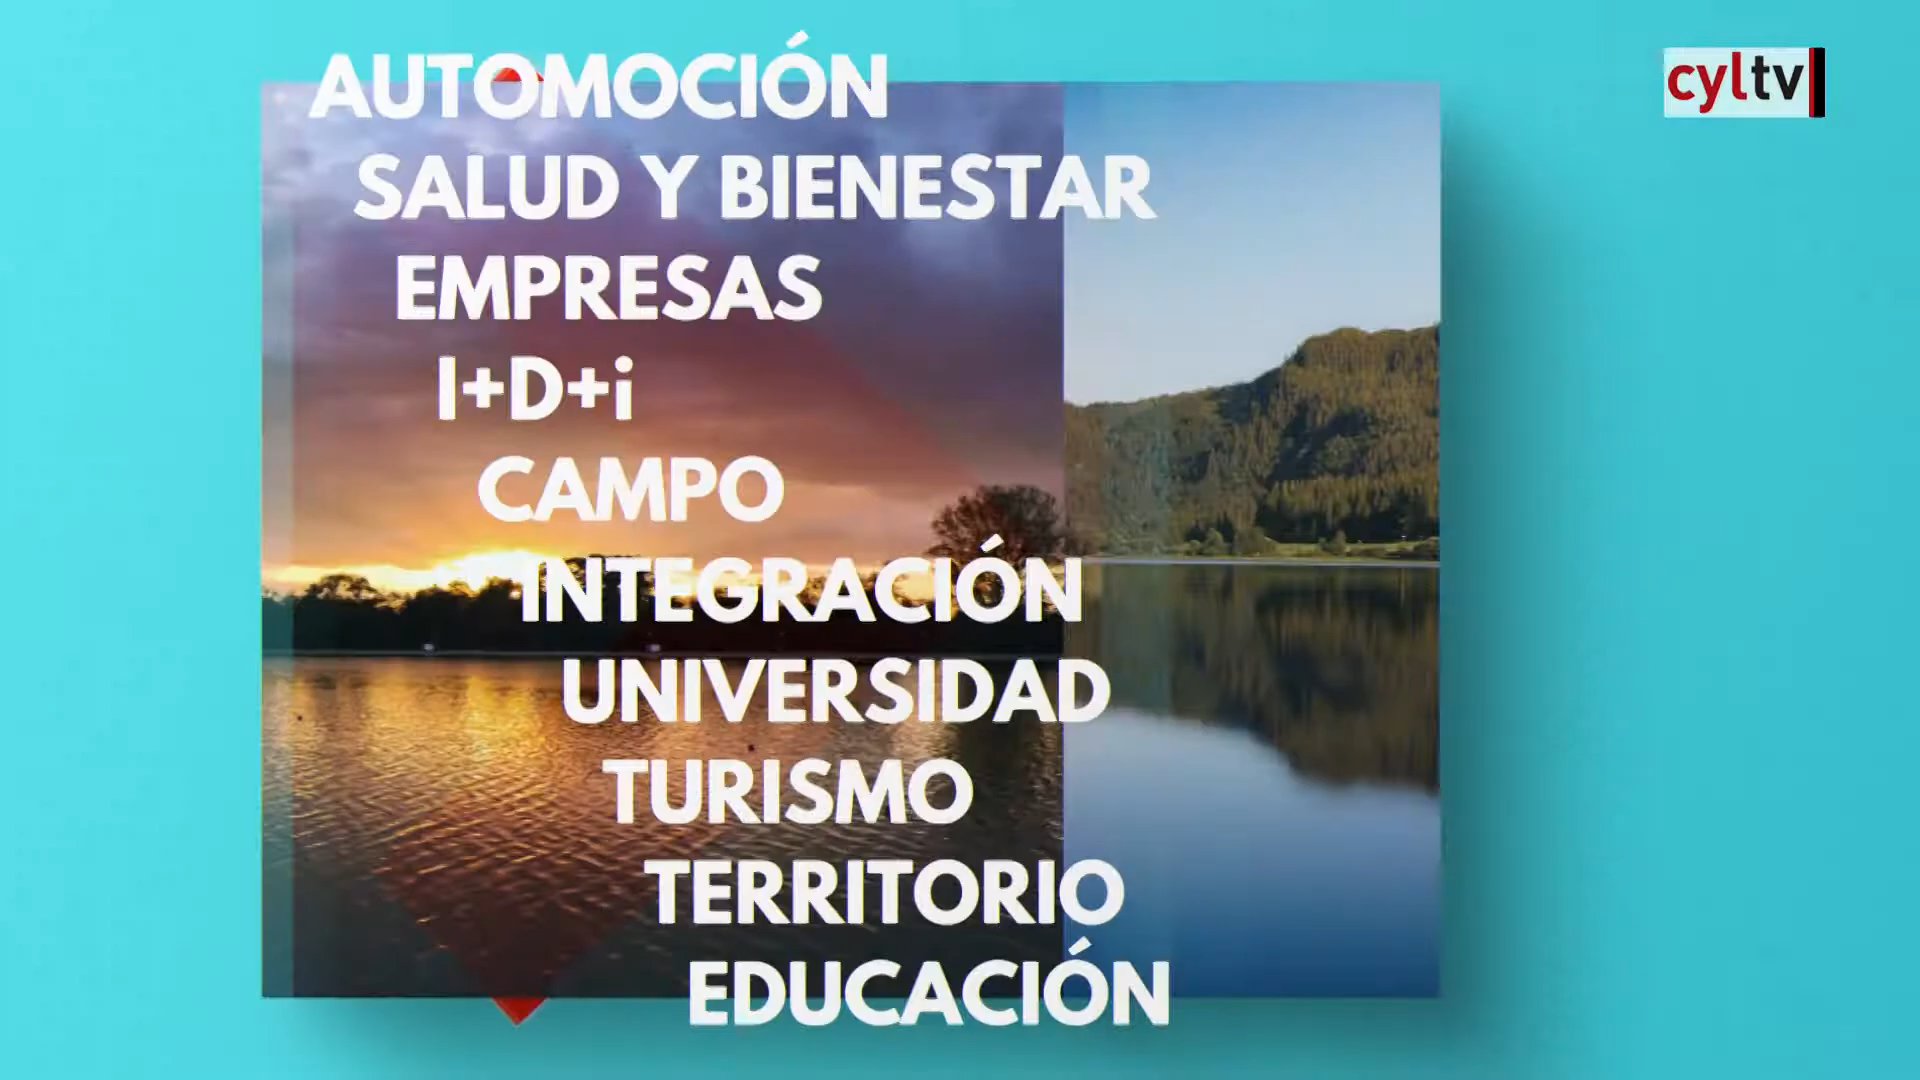 cyltv
AUTOMOCIÓN
SALUD Y BIENESTAR
EMPRESAS
I+D+i
CAMPO
INTEGRACIÓN
UNIVERSIDAD
TURISMO
TERRITORIO
EDUCACIÓN